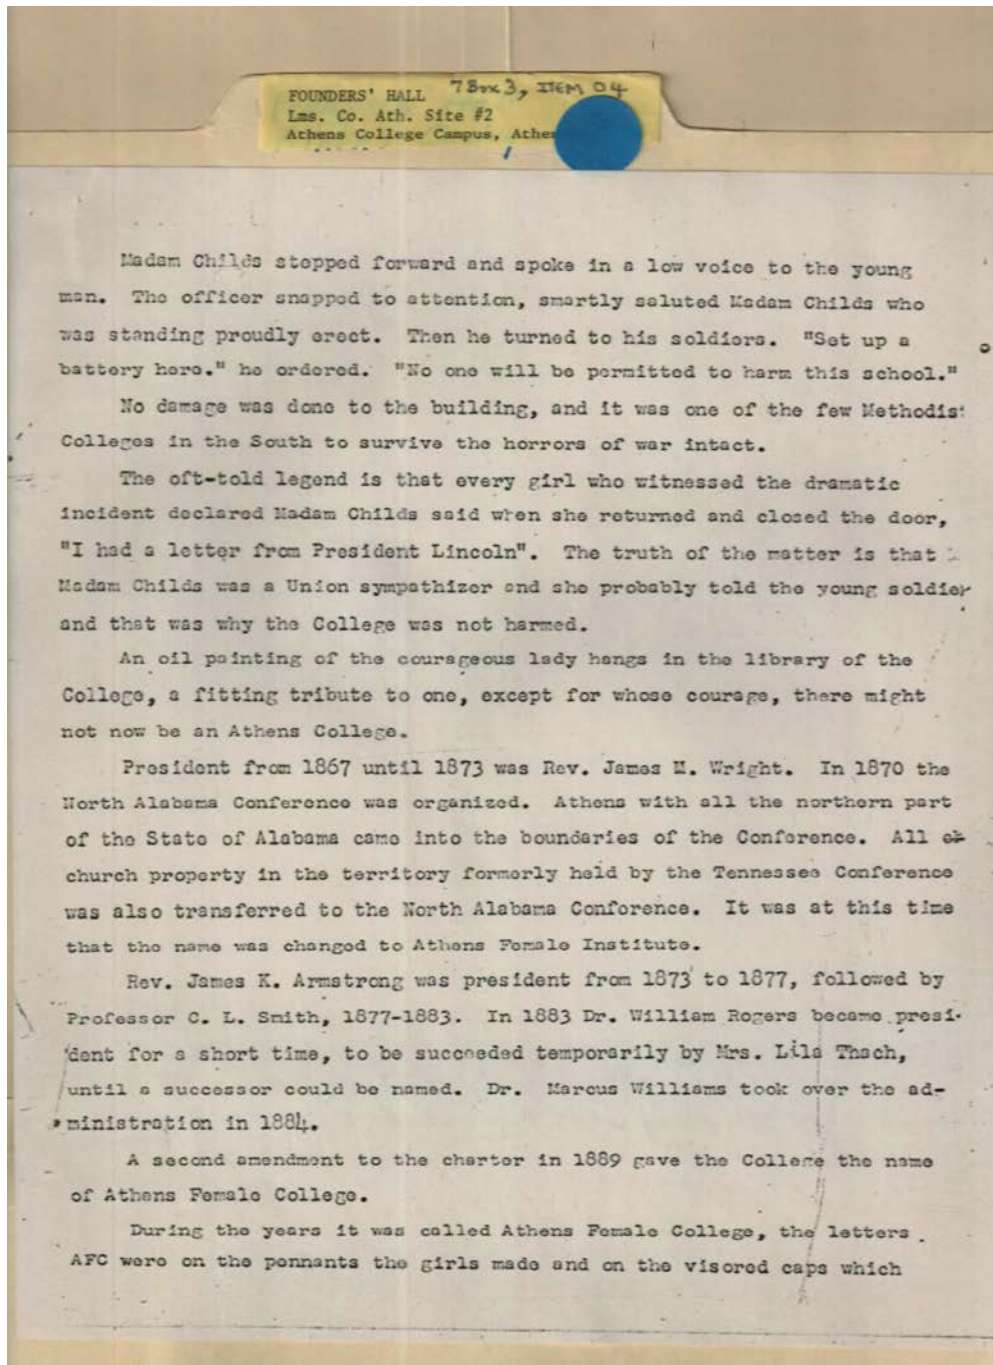 7 Box 3, ITEM 04
FOUNDERS' HALL
Lms. Co. Ath. Site #2
Athens College Campus, Athe
Madam Childs stepped forward and spoke in a low voice to the young
man. The officer snapped to attention, smartly saluted Madam Childs who
was standing proudly erect. Then he turned to his soldiers. "Set up a
battery here." he ordered. "No one will be permitted to harm this school."
No damage was done to the building, and it was one of the few Methodist
Colleges in the South to survive the horrors of war intact.
The oft-told legend is that every girl who witnessed the dramatic
incident declared Madam Childs said when she returned and closed the door,
"I had a letter from President Lincoln". The truth of the matter is that
Madam Childs was a Union sympathizer and she probably told the young soldier
and that was why the College was not harmed.
An oil painting of the courageous lady hangs in the library of the
College, a fitting tribute to one, except for whose courage, there might
not now be an Athens College.
President from 1867 until 1873 was Rev. James M. Wright. In 1870 the
North Alabama Conference was organized. Athens with all the northern part
of the State of Alabama came into the boundaries of the Conference. All
church property in the territory formerly held by the Tennessee Conference
was also transferred to the North Alabama Conference. It was at this time
that the name was changed to Athens Female Institute.
Rev. James K. Armstrong was president from 1873 to 1877, followed by
Professor C. L. Smith, 1877-1883. In 1883 Dr. William Rogers became presi-
dent for a short time, to be succeeded temporarily by Mrs. Lila Thach,
until a successor could be named. Dr. Marcus Williams took over the ad-
ministration in 1884.
A second amendment to the charter in 1889 gave the College the name
of Athens Female College.
During the years it was called Athens Female College, the letters
AFC were on the pennants the girls made and on the visored caps which